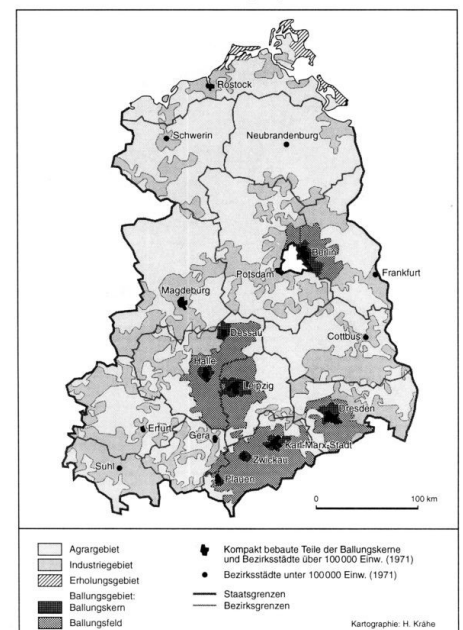 Rostock
Schwerin
Neubrandenburg
Berlin
Potsdam
Frankfurt
Magdeburg
Dessau
Cottbus
Halle
Leipzig
Dresden
Erfurt
Gera
Karl-Marx-Stadt
Suhl
Zwickau
Plauen
0 100 km
Agrargebiet
Industriegebiet
Erholungsgebiet
Ballungsgebiet:
Ballungskern
Ballungsfeld
Kompakt bebaute Teile der Ballungskerne
und Bezirksstädte über 100000 Einw. (1971)
Bezirksstädte unter 100000 Einw. (1971)
Staatsgrenzen
Bezirksgrenzen
Kartographie: H. Krähe